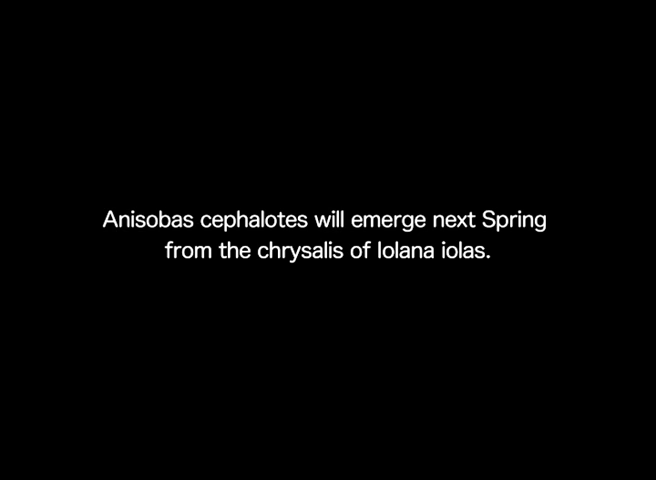 Anisobas cephalotes will emerge next Spring
from the chrysalis of Iolana iolas.